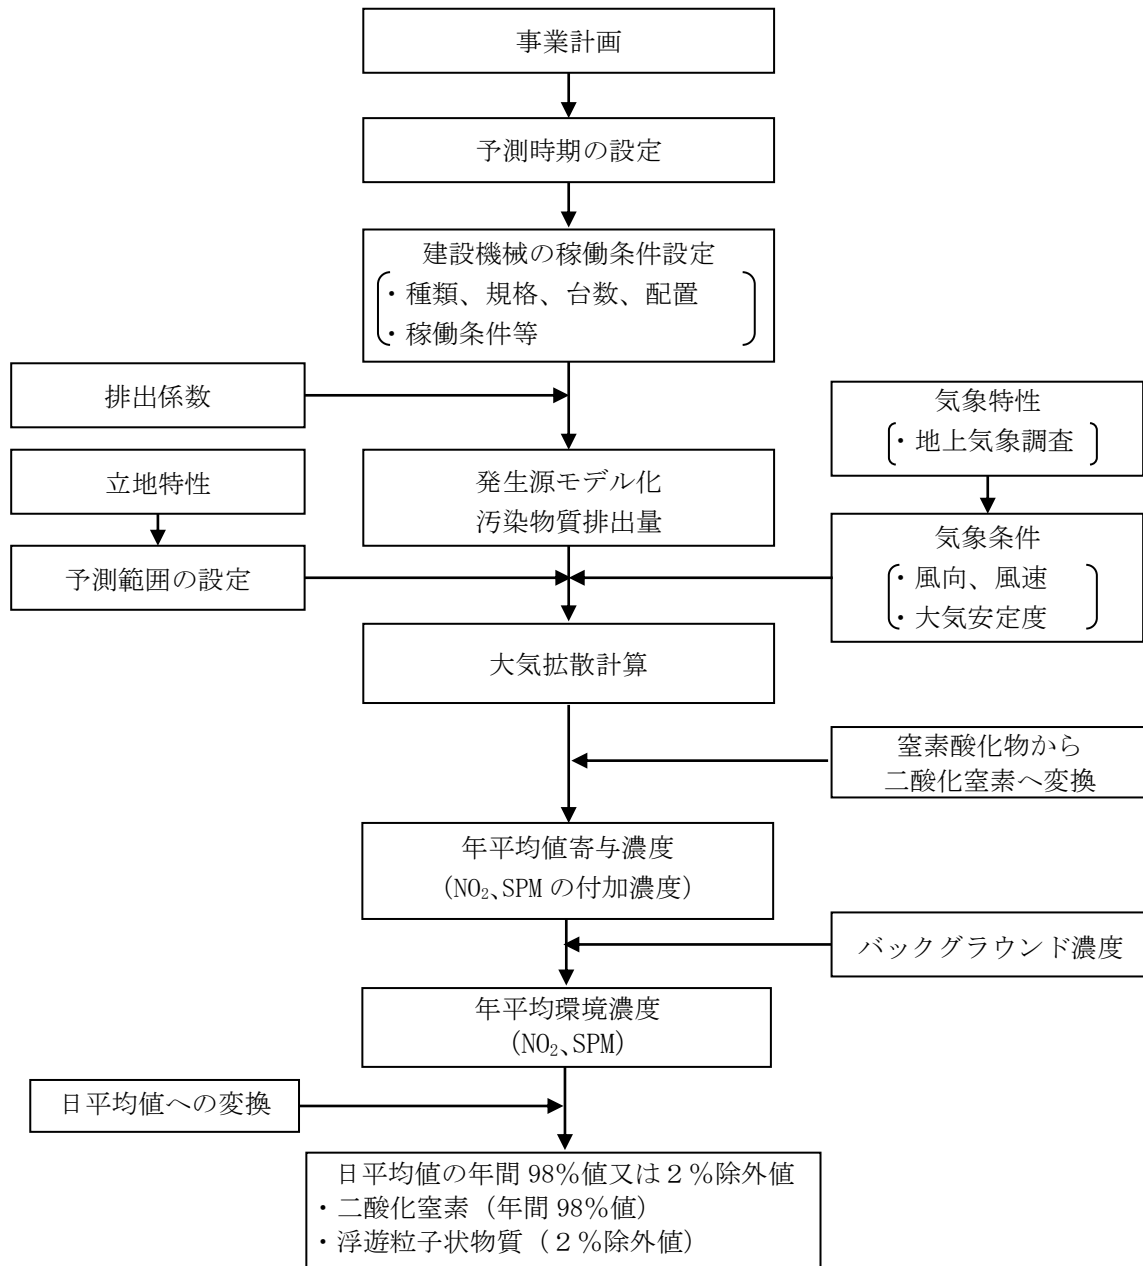 事業計画
予測時期の設定
建設機械の稼働条件設定
・種類、規格、台数、配置
・稼働条件等
排出係数
気象特性
・地上気象調査
立地特性
発生源モデル化
汚染物質排出量
気象条件
・風向、風速
・大気安定度
予測範囲の設定
大気拡散計算
窒素酸化物から
二酸化窒素へ変換
年平均値寄与濃度
(NO₂、SPM の付加濃度)
バックグラウンド濃度
年平均環境濃度
(NO₂、SPM)
日平均値への変換
日平均値の年間 98%値又は２％除外値
・二酸化窒素（年間 98%値）
・浮遊粒子状物質（２％除外値）